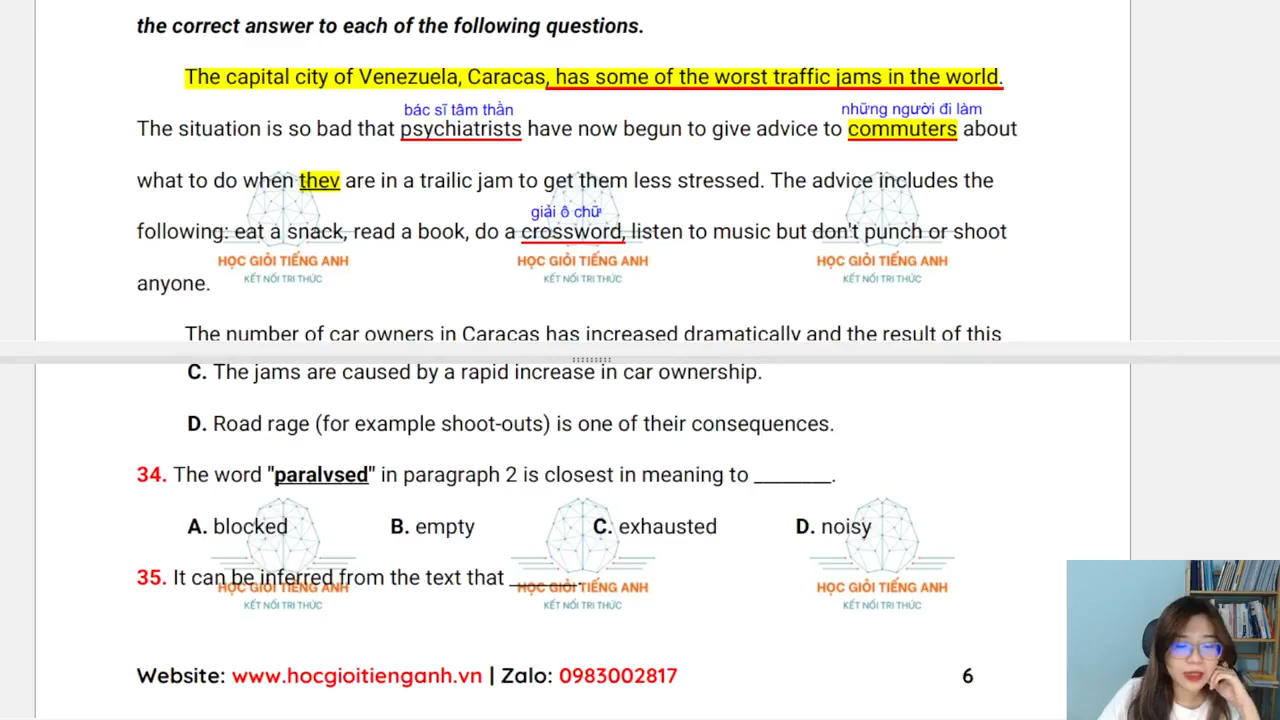 the correct answer to each of the following questions.
The capital city of Venezuela, Caracas, has some of the worst traffic jams in the world.
bác sĩ tâm thần
những người đi làm
The situation is so bad that psychiatrists have now begun to give advice to commuters about
what to do when they are in a trailic jam to get them less stressed. The advice includes the
giải ô chữ
following: eat a snack, read a book, do a crossword, listen to music but don't punch or shoot
HỌC GIỎI TIẾNG ANH HỌC GIỎI TIẾNG ANH HỌC GIỎI TIẾNG ANH
KẾT NỐI TRI THỨC KẾT NỐI TRI THỨC KẾT NỐI TRI THỨC
anyone.
The number of car owners in Caracas has increased dramatically and the result of this
C. The jams are caused by a rapid increase in car ownership.
D. Road rage (for example shoot-outs) is one of their consequences.
34. The word "paralysed" in paragraph 2 is closest in meaning to ________.
A. blocked B. empty C. exhausted D. noisy
35. It can be inferred from the text that _______.
HỌC GIỎI TIẾNG ANH HỌC GIỎI TIẾNG ANH HỌC GIỎI TIẾNG ANH
KẾT NỐI TRI THỨC KẾT NỐI TRI THỨC KẾT NỐI TRI THỨC
Website: www.hocgioitienganh.vn | Zalo: 0983002817 6